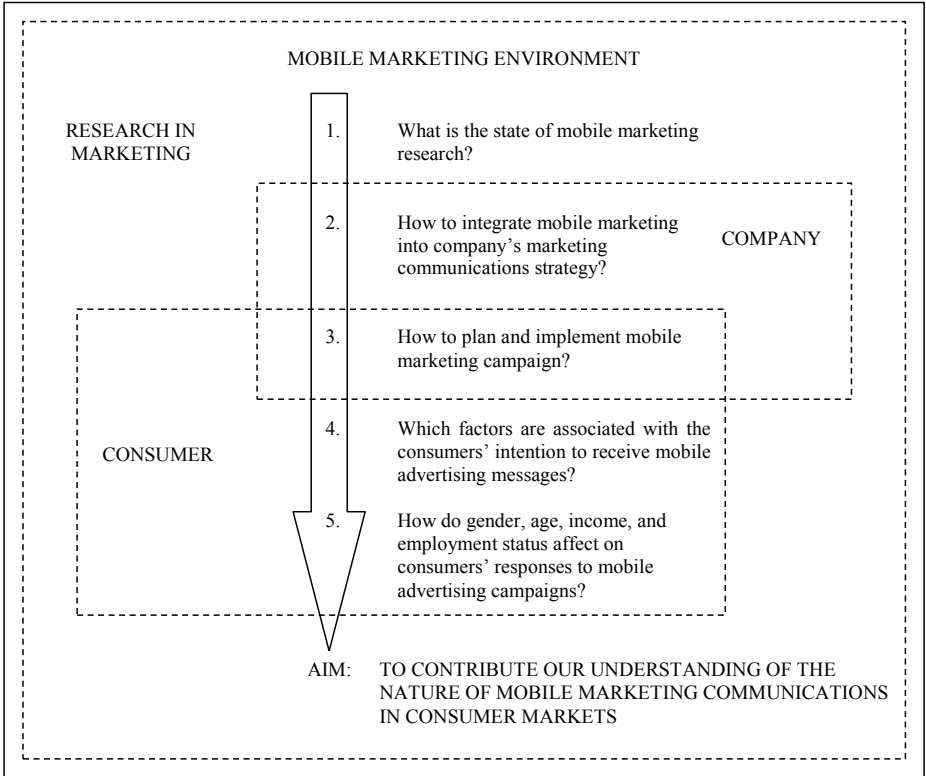 MOBILE MARKETING ENVIRONMENT
RESEARCH IN
MARKETING
1. What is the state of mobile marketing
research?
2. How to integrate mobile marketing
into company’s marketing
communications strategy?
COMPANY
3. How to plan and implement mobile
marketing campaign?
CONSUMER
4. Which factors are associated with the
consumers’ intention to receive mobile
advertising messages?
5. How do gender, age, income, and
employment status affect on
consumers’ responses to mobile
advertising campaigns?
AIM: TO CONTRIBUTE OUR UNDERSTANDING OF THE
NATURE OF MOBILE MARKETING COMMUNICATIONS
IN CONSUMER MARKETS